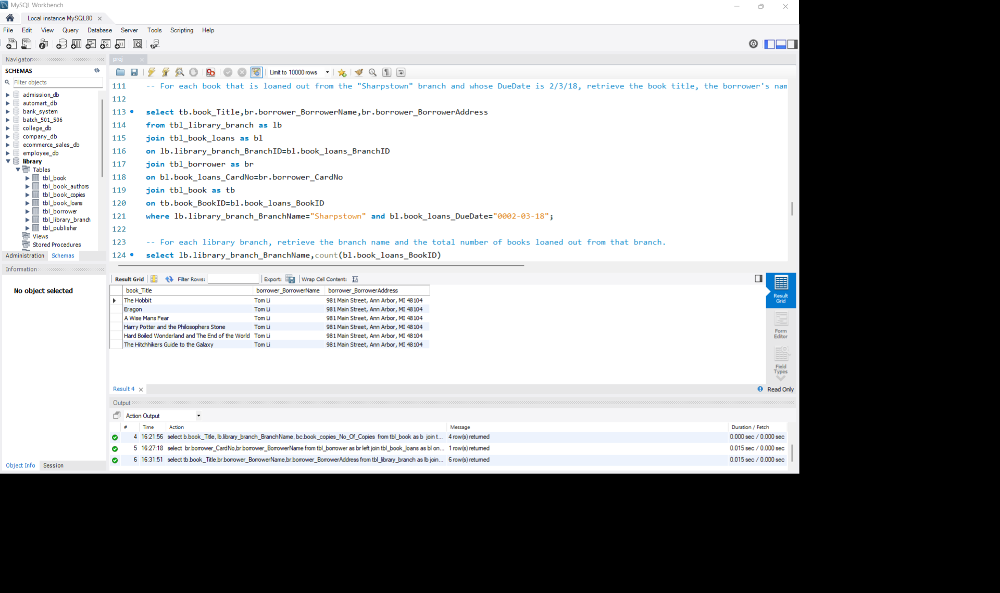 MySQL Workbench
Local instance MySQL80
File Edit View Query Database Server Tools Scripting Help
Navigator
SCHEMAS
Filter objects
admission_db
automart_db
bank_system
batch_501_506
college_db
company_db
ecommerce_sales_db
employee_db
library
Tables
tbl_book
tbl_book_authors
tbl_book_copies
tbl_book_loans
tbl_borrower
tbl_library_branch
tbl_publisher
Views
Stored Procedures
Administration Schemas
Information
No object selected
Object Info Session
proj
Limit to 10000 rows
111 -- For each book that is loaned out from the "Sharpstown" branch and whose DueDate is 2/3/18, retrieve the book title, the borrower's nam
112
113 select tb.book_Title,br.borrower_BorrowerName,br.borrower_BorrowerAddress
114 from tbl_library_branch as lb
115 join tbl_book_loans as bl
116 on lb.library_branch_BranchID=bl.book_loans_BranchID
117 join tbl_borrower as br
118 on bl.book_loans_CardNo=br.borrower_CardNo
119 join tbl_book as tb
120 on tb.book_BookID=bl.book_loans_BookID
121 where lb.library_branch_BranchName="Sharpstown" and bl.book_loans_DueDate="0002-03-18";
122
123 -- For each library branch, retrieve the branch name and the total number of books loaned out from that branch.
124 select lb.library_branch_BranchName,count(bl.book_loans_BookID)
Result Grid Filter Rows: Export: Wrap Cell Content:
book_Title borrower_BorrowerName borrower_BorrowerAddress
The Hobbit Tom Li 981 Main Street, Ann Arbor, MI 48104
Eragon Tom Li 981 Main Street, Ann Arbor, MI 48104
A Wise Mans Fear Tom Li 981 Main Street, Ann Arbor, MI 48104
Harry Potter and the Philosophers Stone Tom Li 981 Main Street, Ann Arbor, MI 48104
Hard Boiled Wonderland and The End of the World Tom Li 981 Main Street, Ann Arbor, MI 48104
The Hitchhikers Guide to the Galaxy Tom Li 981 Main Street, Ann Arbor, MI 48104
Result Grid
Form Editor
Field Types
Result 4
Read Only
Output
Action Output
# Time Action Message Duration / Fetch
4 16:21:56 select b.book_Title, lb.library_branch_BranchName, bc.book_copies_No_Of_Copies from tbl_book as b join t... 4 row(s) returned 0.000 sec / 0.000 sec
5 16:27:18 select br.borrower_CardNo,br.borrower_BorrowerName from tbl_borrower as br left join tbl_book_loans as bl on... 1 row(s) returned 0.015 sec / 0.000 sec
6 16:31:51 select tb.book_Title,br.borrower_BorrowerName,br.borrower_BorrowerAddress from tbl_library_branch as lb join... 6 row(s) returned 0.015 sec / 0.000 sec